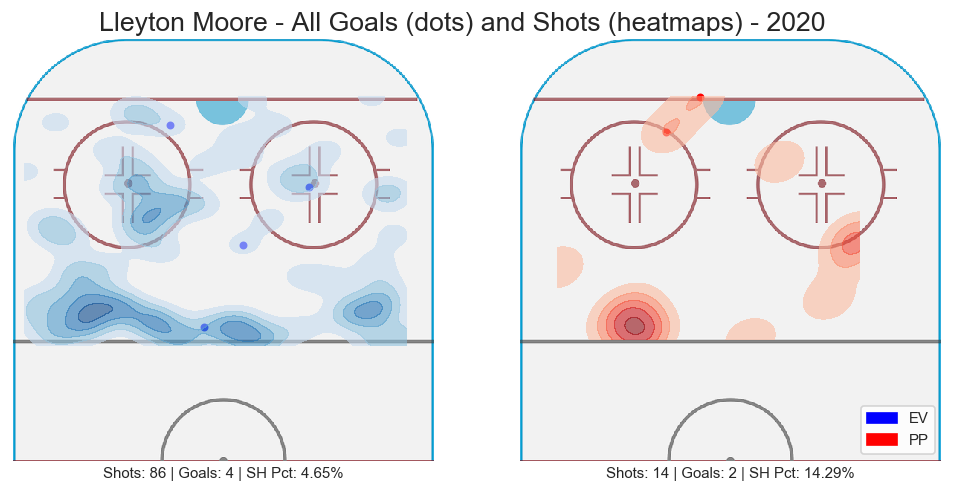 Lleyton Moore - All Goals (dots) and Shots (heatmaps) - 2020
EV
PP
Shots: 86 | Goals: 4 | SH Pct: 4.65%
Shots: 14 | Goals: 2 | SH Pct: 14.29%